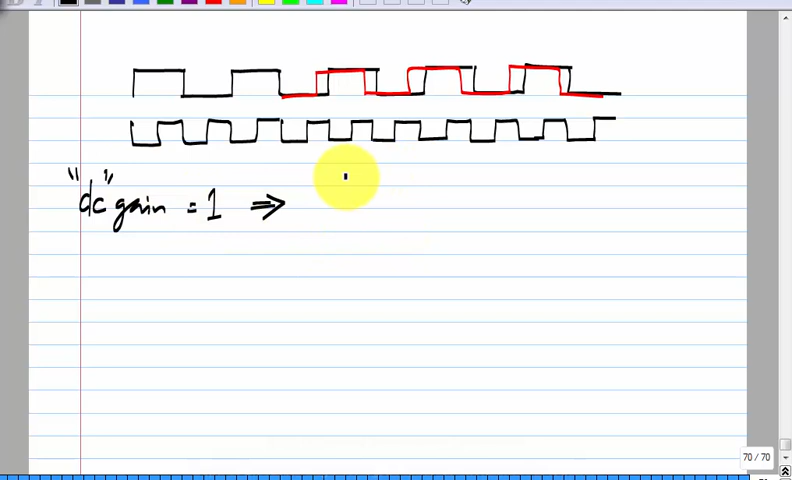 "dc" gain = 1 ⇒
70 / 70